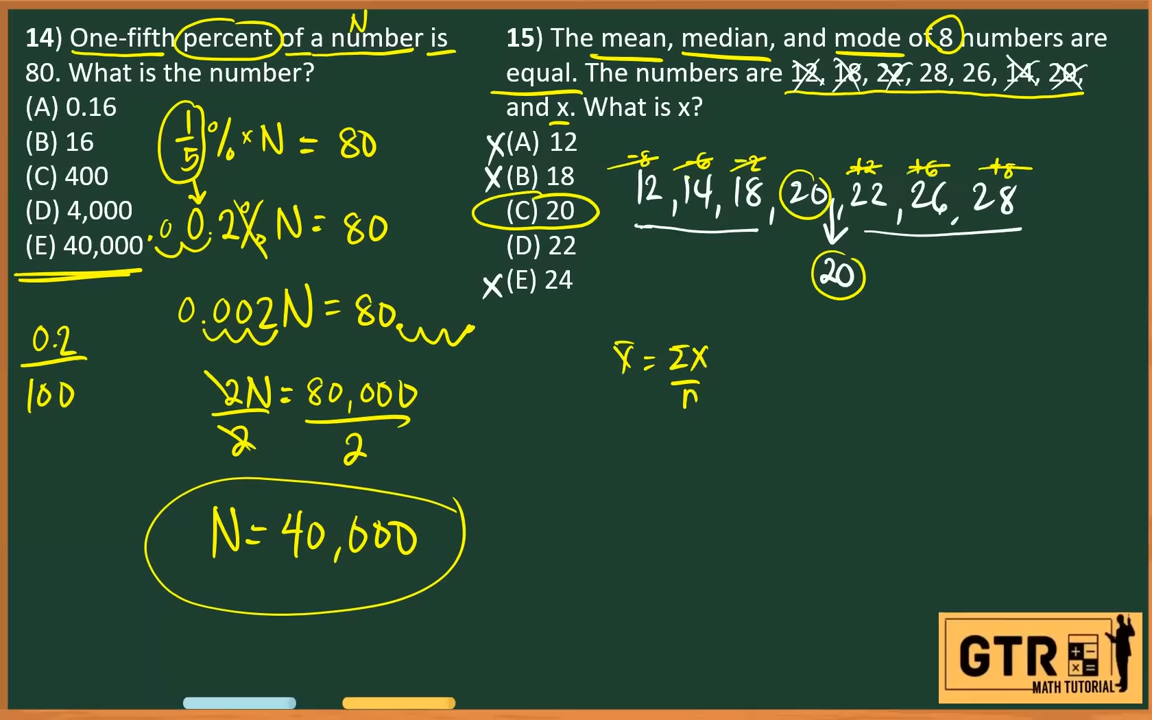 14) One-fifth percent of a number is
N
80. What is the number?
(A) 0.16
(B) 16
(C) 400
(D) 4,000
(E) 40,000
1/5 % × N = 80
.00.2% N = 80
0.002N = 80
0.2
100
2N = 80,000
2 2
N = 40,000
15) The mean, median, and mode of 8 numbers are
equal. The numbers are 12, 18, 22, 28, 26, 14, 20,
and x. What is x?
X (A) 12
X (B) 18
(C) 20
(D) 22
X (E) 24
-8 -6 -2 +2 +6 +8
12, 14, 18, 20, 22, 26, 28
20
x̄ = Σx
n
GTR
MATH TUTORIAL